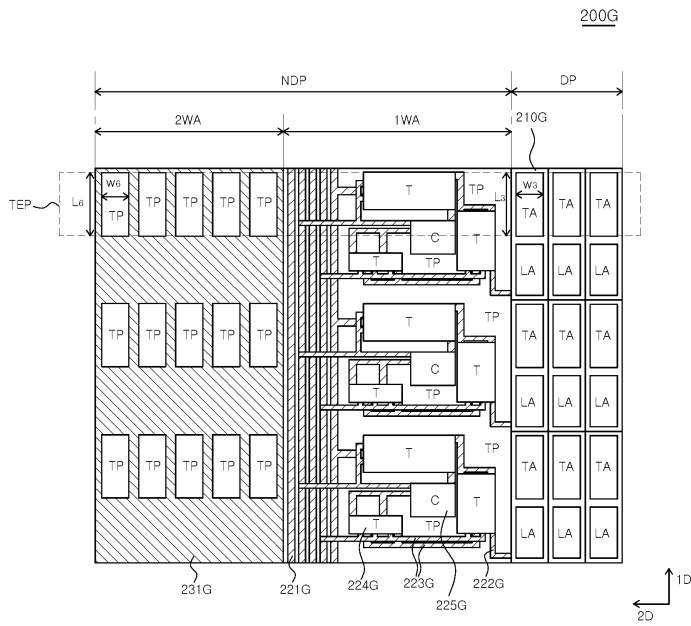 200G
NDP DP
2WA 1WA 210G
TEP L6 W6 TP TP TP TP TP T TP L3 W3 TA TA TA
C T
T TP LA LA LA
TP TP TP TP TP T TP TA TA TA
C T
T TP LA LA LA
TP TP TP TP TP T TP TA TA TA
C T
T TP LA LA LA
231G 221G 224G 223G 225G 222G
1D
2D